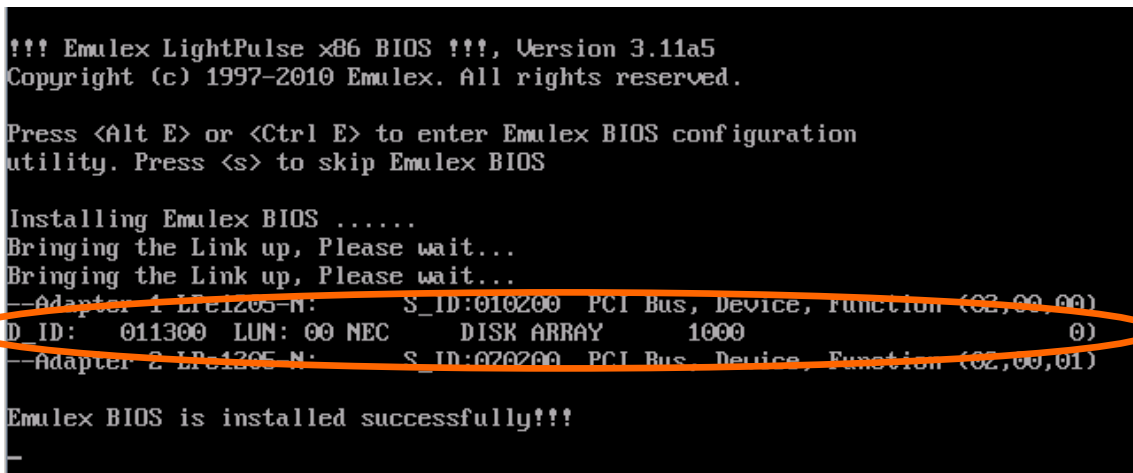 !!! Emulex LightPulse x86 BIOS !!!, Version 3.11a5
Copyright (c) 1997-2010 Emulex. All rights reserved.
Press <Alt E> or <Ctrl E> to enter Emulex BIOS configuration
utility. Press <s> to skip Emulex BIOS
Installing Emulex BIOS ......
Bringing the Link up, Please wait...
Bringing the Link up, Please wait...
--Adapter 1 LPe1205-N: S_ID:010200 PCI Bus, Device, Function (02,00,00)
D_ID: 011300 LUN: 00 NEC DISK ARRAY 1000 0)
--Adapter 2 LPe1205-N: S_ID:020200 PCI Bus, Device, Function (02,00,01)
Emulex BIOS is installed successfully!!!
_